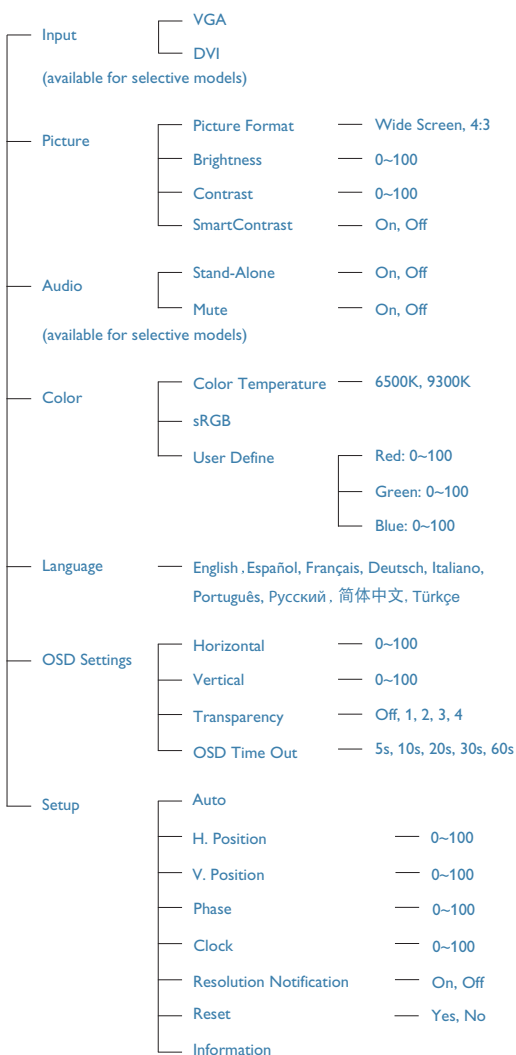 VGA
Input
DVI
(available for selective models)
Picture Format Wide Screen, 4:3
Picture
Brightness 0~100
Contrast 0~100
SmartContrast On, Off
Stand-Alone On, Off
Audio
Mute On, Off
(available for selective models)
Color Temperature 6500K, 9300K
Color
sRGB
User Define Red: 0~100
Green: 0~100
Blue: 0~100
Language English , Español, Français, Deutsch, Italiano,
Português, Русский , 简体中文, Türkçe
Horizontal 0~100
OSD Settings
Vertical 0~100
Transparency Off, 1, 2, 3, 4
OSD Time Out 5s, 10s, 20s, 30s, 60s
Setup Auto
H. Position 0~100
V. Position 0~100
Phase 0~100
Clock 0~100
Resolution Notification On, Off
Reset Yes, No
Information